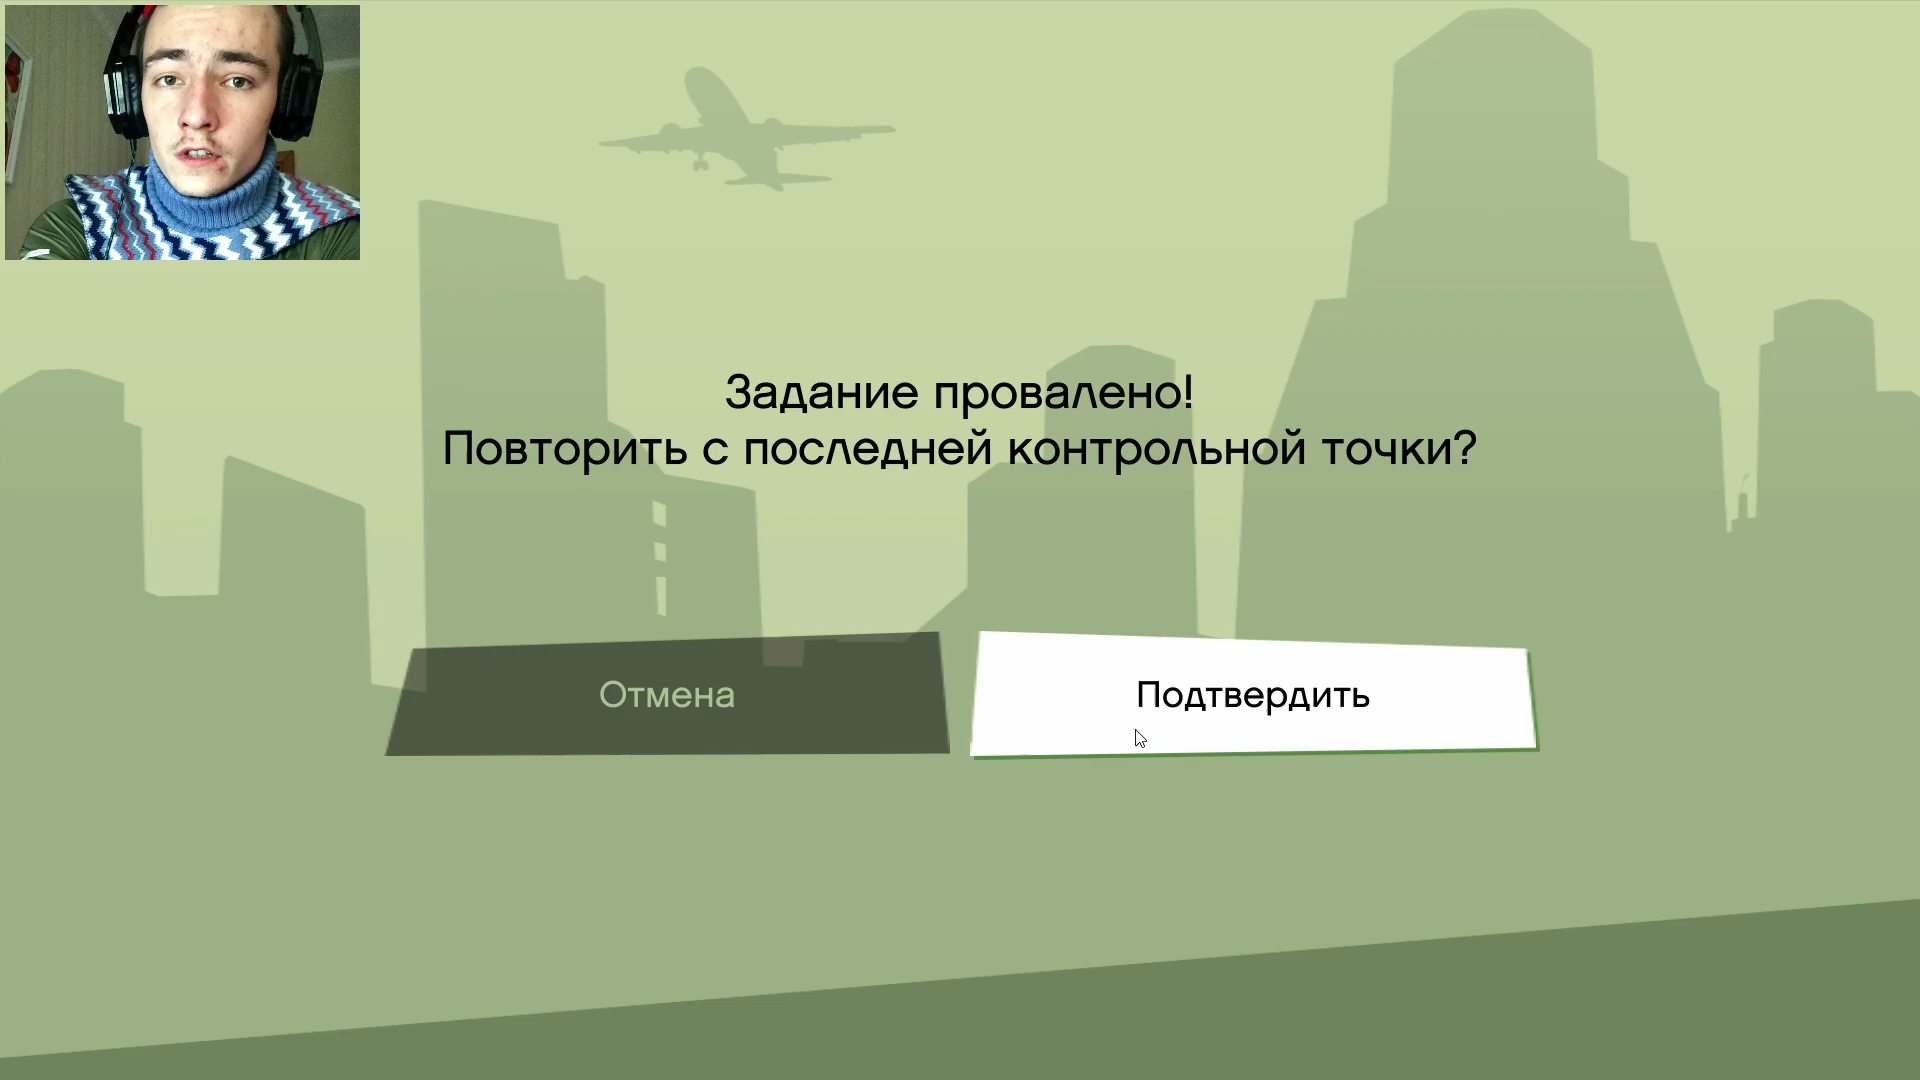 Задание провалено!
Повторить с последней контрольной точки?
Отмена
Подтвердить